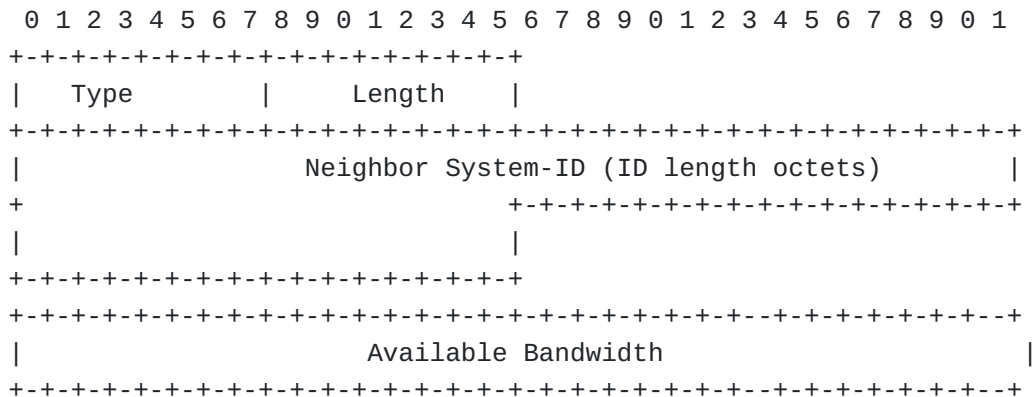 0 1 2 3 4 5 6 7 8 9 0 1 2 3 4 5 6 7 8 9 0 1 2 3 4 5 6 7 8 9 0 1
+-+-+-+-+-+-+-+-+-+-+-+-+-+-+-+-+
|   Type        |     Length    |
+-+-+-+-+-+-+-+-+-+-+-+-+-+-+-+-+-+-+-+-+-+-+-+-+-+-+-+-+-+-+-+-+
|                  Neighbor System-ID (ID length octets)        |
+                               +-+-+-+-+-+-+-+-+-+-+-+-+-+-+-+-+
|                               |
+-+-+-+-+-+-+-+-+-+-+-+-+-+-+-+-+
+-+-+-+-+-+-+-+-+-+-+-+-+-+-+-+-+-+-+-+-+-+-+-+--+-+-+-+-+-+-+--+
|                      Available Bandwidth                       |
+-+-+-+-+-+-+-+-+-+-+-+-+-+-+-+-+-+-+-+-+-+-+-+--+-+-+-+-+-+-+--+